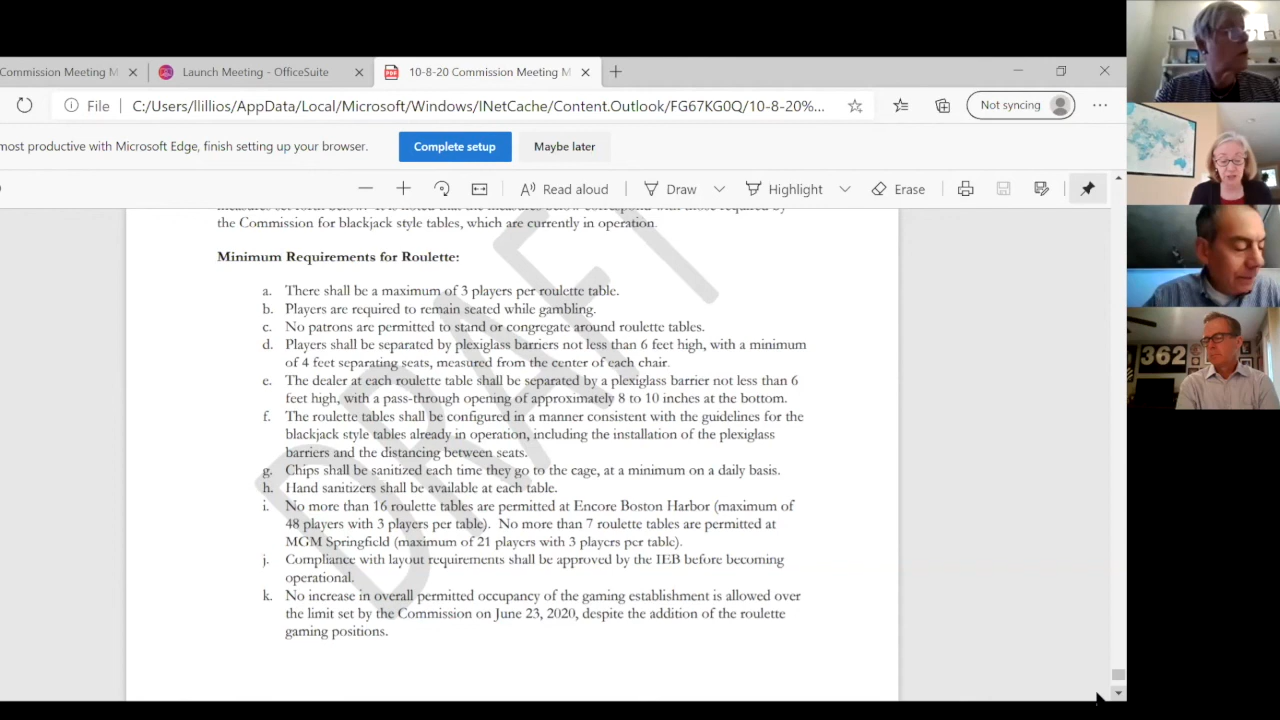 Commission Meeting M
Launch Meeting - OfficeSuite
10-8-20 Commission Meeting M
File
C:/Users/lillios/AppData/Local/Microsoft/Windows/INetCache/Content.Outlook/FG67KG0Q/10-8-20%...
Not syncing
most productive with Microsoft Edge, finish setting up your browser.
Complete setup
Maybe later
Read aloud
Draw
Highlight
Erase
the Commission for blackjack style tables, which are currently in operation.
Minimum Requirements for Roulette:
a. There shall be a maximum of 3 players per roulette table.
b. Players are required to remain seated while gambling.
c. No patrons are permitted to stand or congregate around roulette tables.
d. Players shall be separated by plexiglass barriers not less than 6 feet high, with a minimum
of 4 feet separating seats, measured from the center of each chair.
e. The dealer at each roulette table shall be separated by a plexiglass barrier not less than 6
feet high, with a pass-through opening of approximately 8 to 10 inches at the bottom.
f. The roulette tables shall be configured in a manner consistent with the guidelines for the
blackjack style tables already in operation, including the installation of the plexiglass
barriers and the distancing between seats.
g. Chips shall be sanitized each time they go to the cage, at a minimum on a daily basis.
h. Hand sanitizers shall be available at each table.
i. No more than 16 roulette tables are permitted at Encore Boston Harbor (maximum of
48 players with 3 players per table). No more than 7 roulette tables are permitted at
MGM Springfield (maximum of 21 players with 3 players per table).
j. Compliance with layout requirements shall be approved by the IEB before becoming
operational.
k. No increase in overall permitted occupancy of the gaming establishment is allowed over
the limit set by the Commission on June 23, 2020, despite the addition of the roulette
gaming positions.
DRAFT
362